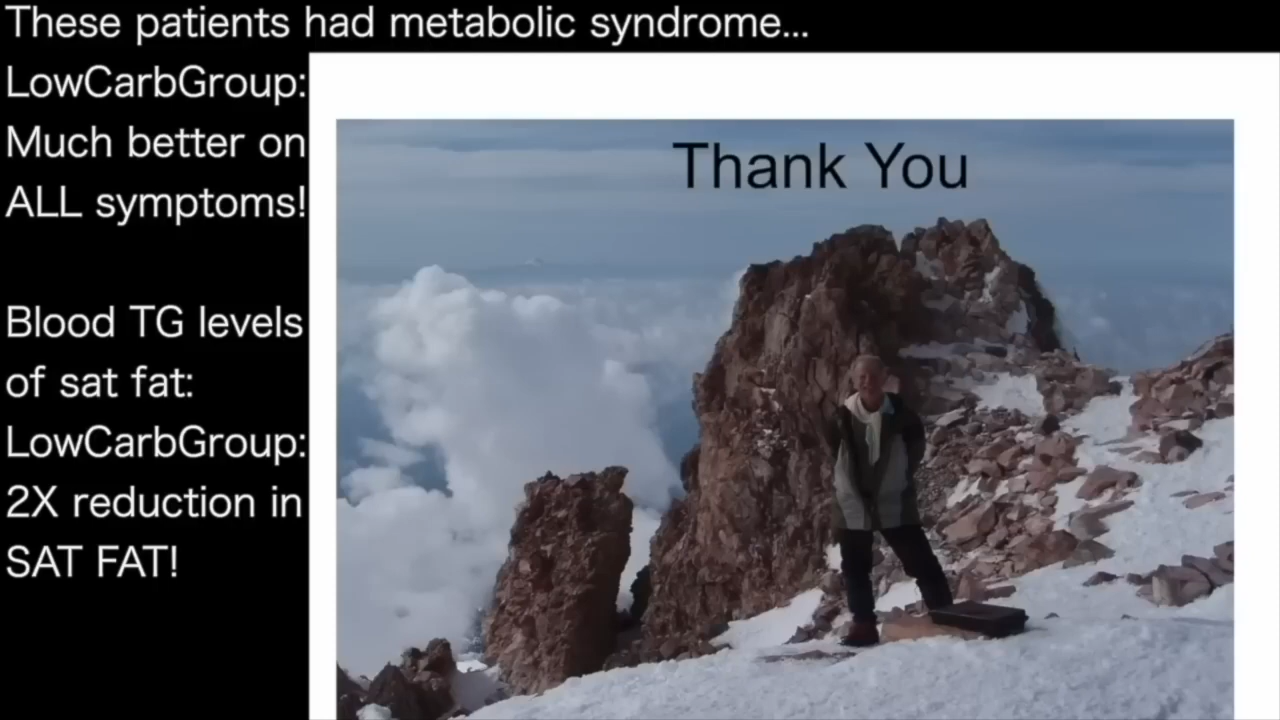 These patients had metabolic syndrome...
LowCarbGroup:
Much better on
ALL symptoms!
Blood TG levels
of sat fat:
LowCarbGroup:
2X reduction in
SAT FAT!
Thank You